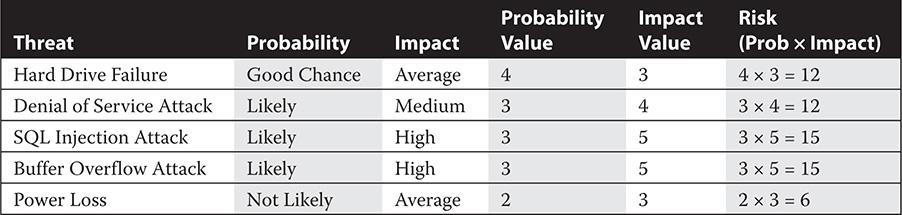 Probability Impact Risk
Threat Probability Impact Value Value (Prob × Impact)
Hard Drive Failure Good Chance Average 4 3 4 × 3 = 12
Denial of Service Attack Likely Medium 3 4 3 × 4 = 12
SQL Injection Attack Likely High 3 5 3 × 5 = 15
Buffer Overflow Attack Likely High 3 5 3 × 5 = 15
Power Loss Not Likely Average 2 3 2 × 3 = 6